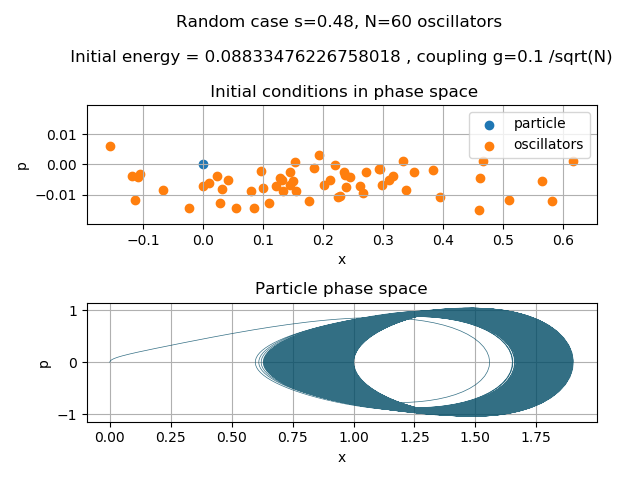 Random case s=0.48, N=60 oscillators
Initial energy = 0.08833476226758018 , coupling g=0.1 /sqrt(N)
Initial conditions in phase space
particle
oscillators
0.01
0.00
−0.01
p
−0.1 0.0 0.1 0.2 0.3 0.4 0.5 0.6
x
Particle phase space
1
0
−1
p
0.00 0.25 0.50 0.75 1.00 1.25 1.50 1.75
x